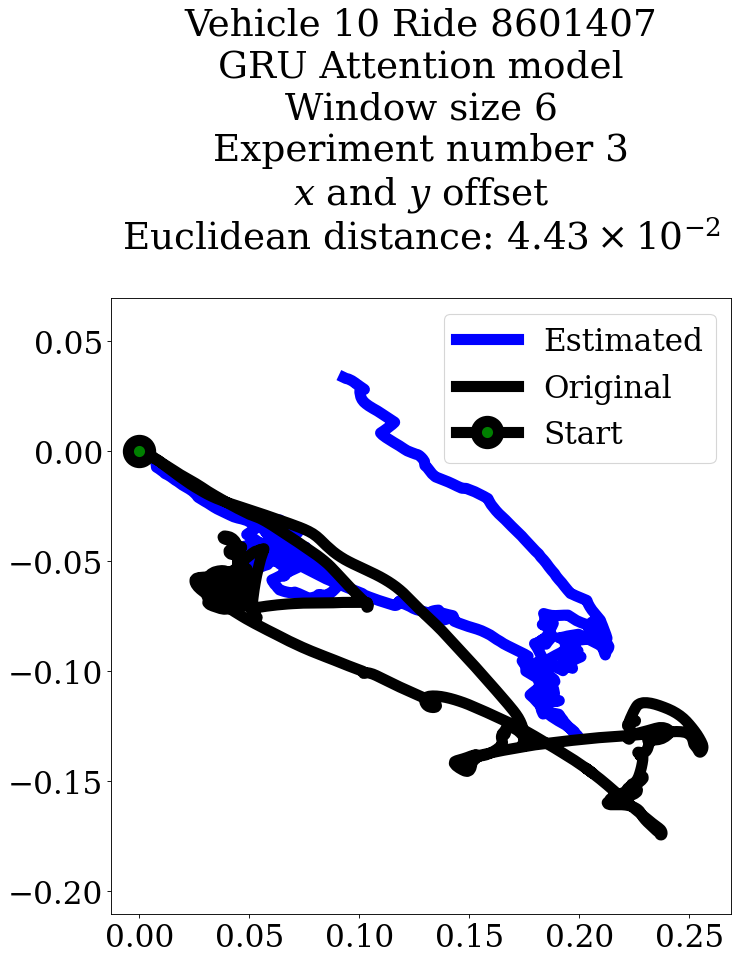 Vehicle 10 Ride 8601407
GRU Attention model
Window size 6
Experiment number 3
x and y offset
Euclidean distance: 4.43 × 10⁻²
Estimated
Original
Start
0.05
0.00
−0.05
−0.10
−0.15
−0.20
0.00 0.05 0.10 0.15 0.20 0.25